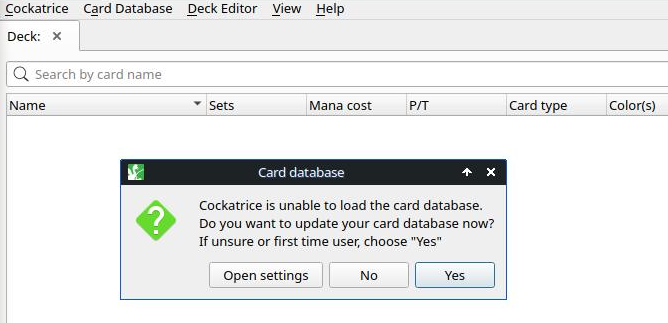 Cockatrice Card Database Deck Editor View Help
Deck: ×
Search by card name
Name Sets Mana cost P/T Card type Color(s)
Card database
Cockatrice is unable to load the card database.
Do you want to update your card database now?
If unsure or first time user, choose "Yes"
Open settings No Yes